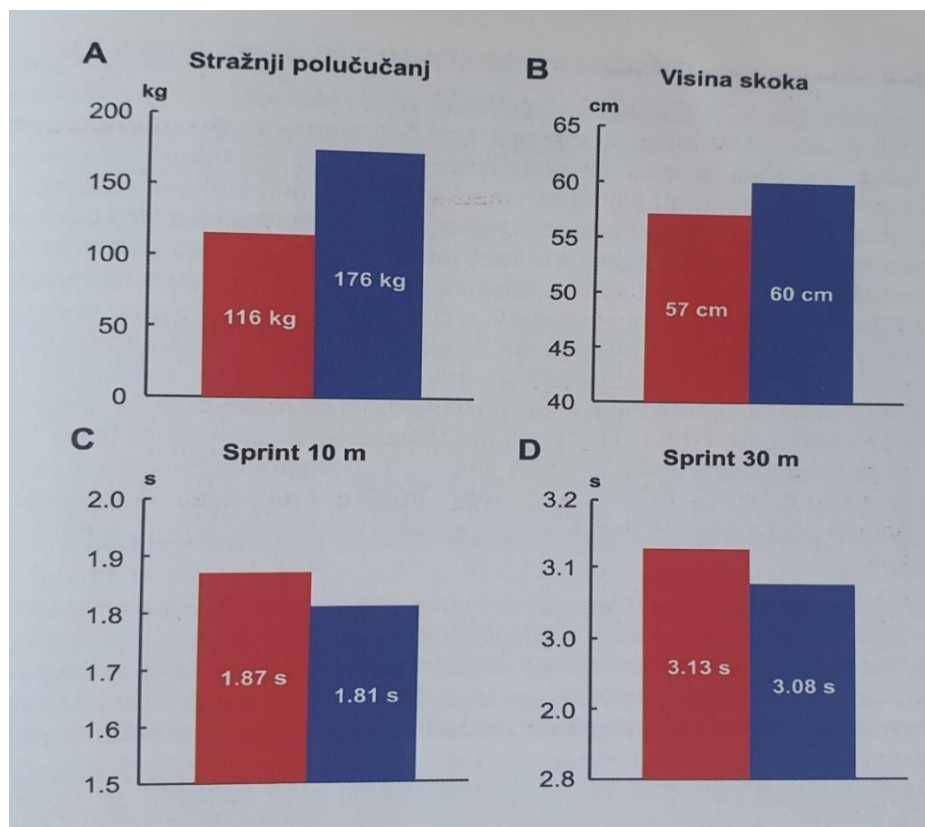 A
Stražnji polučučanj
kg
200
150
100
50
0
116 kg
176 kg
B
Visina skoka
cm
65
60
55
50
45
40
57 cm
60 cm
C
Sprint 10 m
s
2.0
1.9
1.8
1.7
1.6
1.5
1.87 s
1.81 s
D
Sprint 30 m
s
3.2
3.1
3.0
2.0
2.8
3.13 s
3.08 s